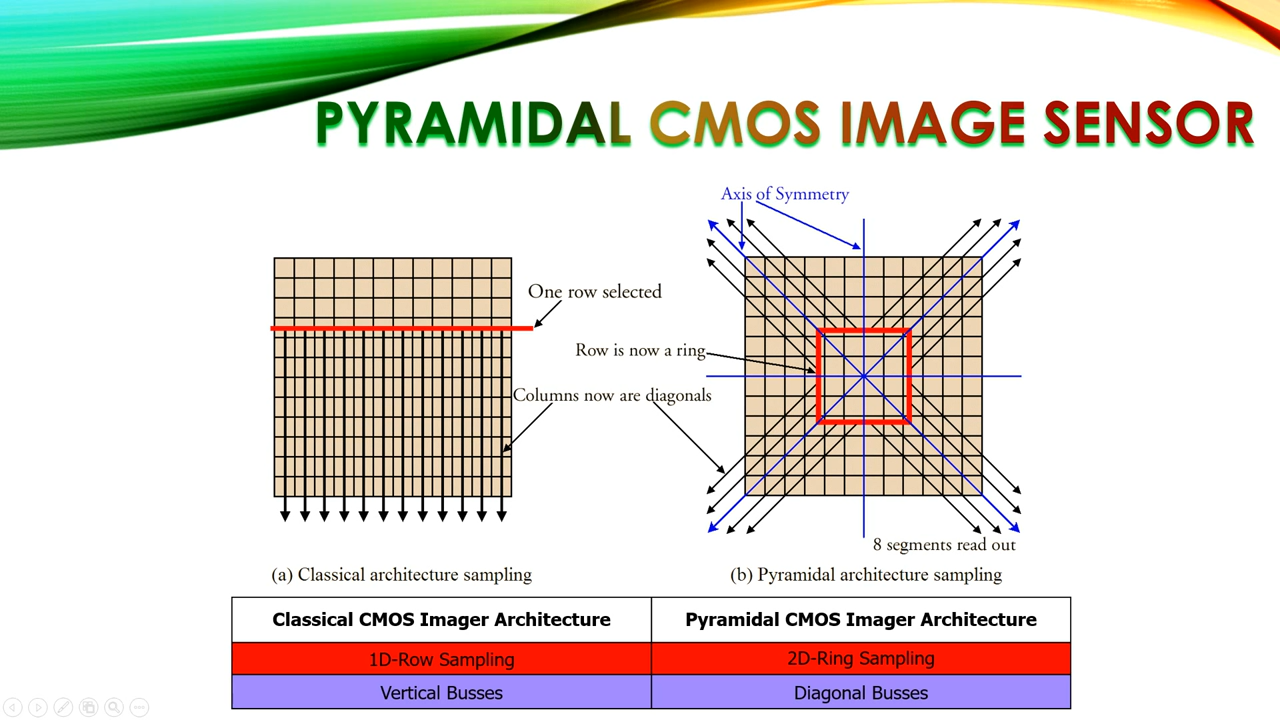 PYRAMIDAL CMOS IMAGE SENSOR
Axis of Symmetry
One row selected
Row is now a ring
Columns now are diagonals
8 segments read out
(a) Classical architecture sampling
(b) Pyramidal architecture sampling
Classical CMOS Imager Architecture
Pyramidal CMOS Imager Architecture
1D-Row Sampling
2D-Ring Sampling
Vertical Busses
Diagonal Busses